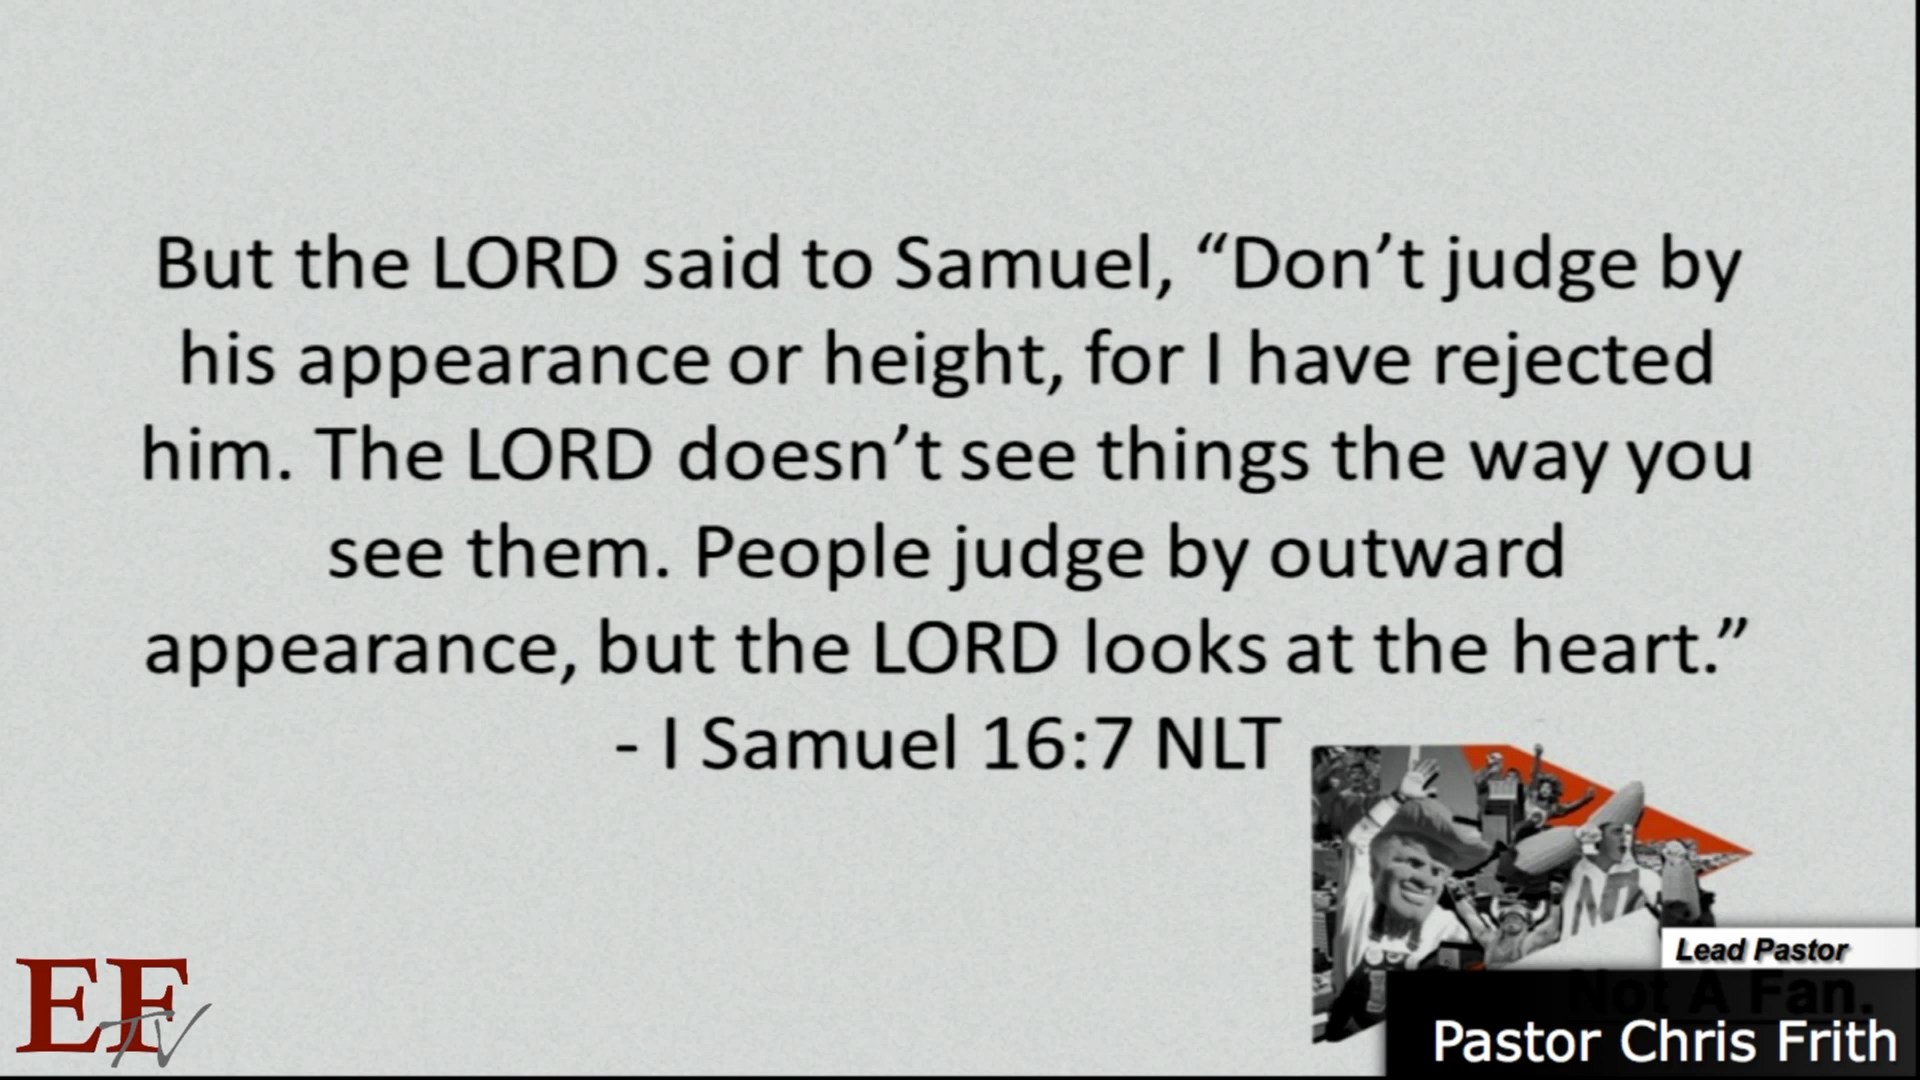 But the LORD said to Samuel, “Don’t judge by
his appearance or height, for I have rejected
him. The LORD doesn’t see things the way you
see them. People judge by outward
appearance, but the LORD looks at the heart.”
- I Samuel 16:7 NLT
N
Lead Pastor
Not A Fan.
Pastor Chris Frith
EF
TV